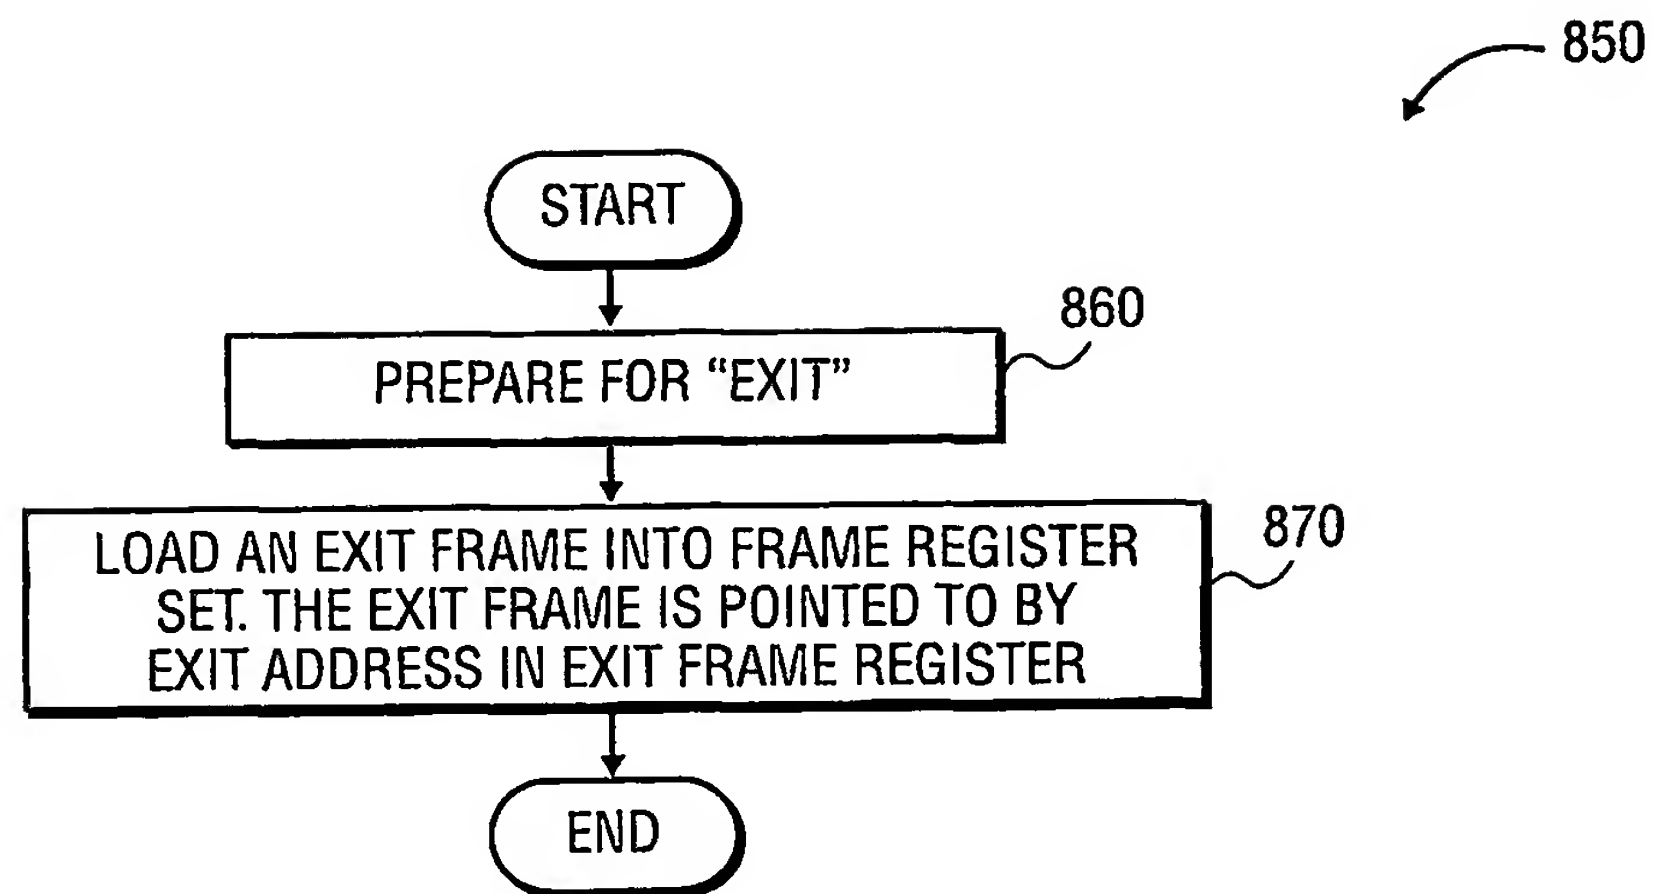 850
START
860
PREPARE FOR “EXIT”
870
LOAD AN EXIT FRAME INTO FRAME REGISTER
SET. THE EXIT FRAME IS POINTED TO BY
EXIT ADDRESS IN EXIT FRAME REGISTER
END